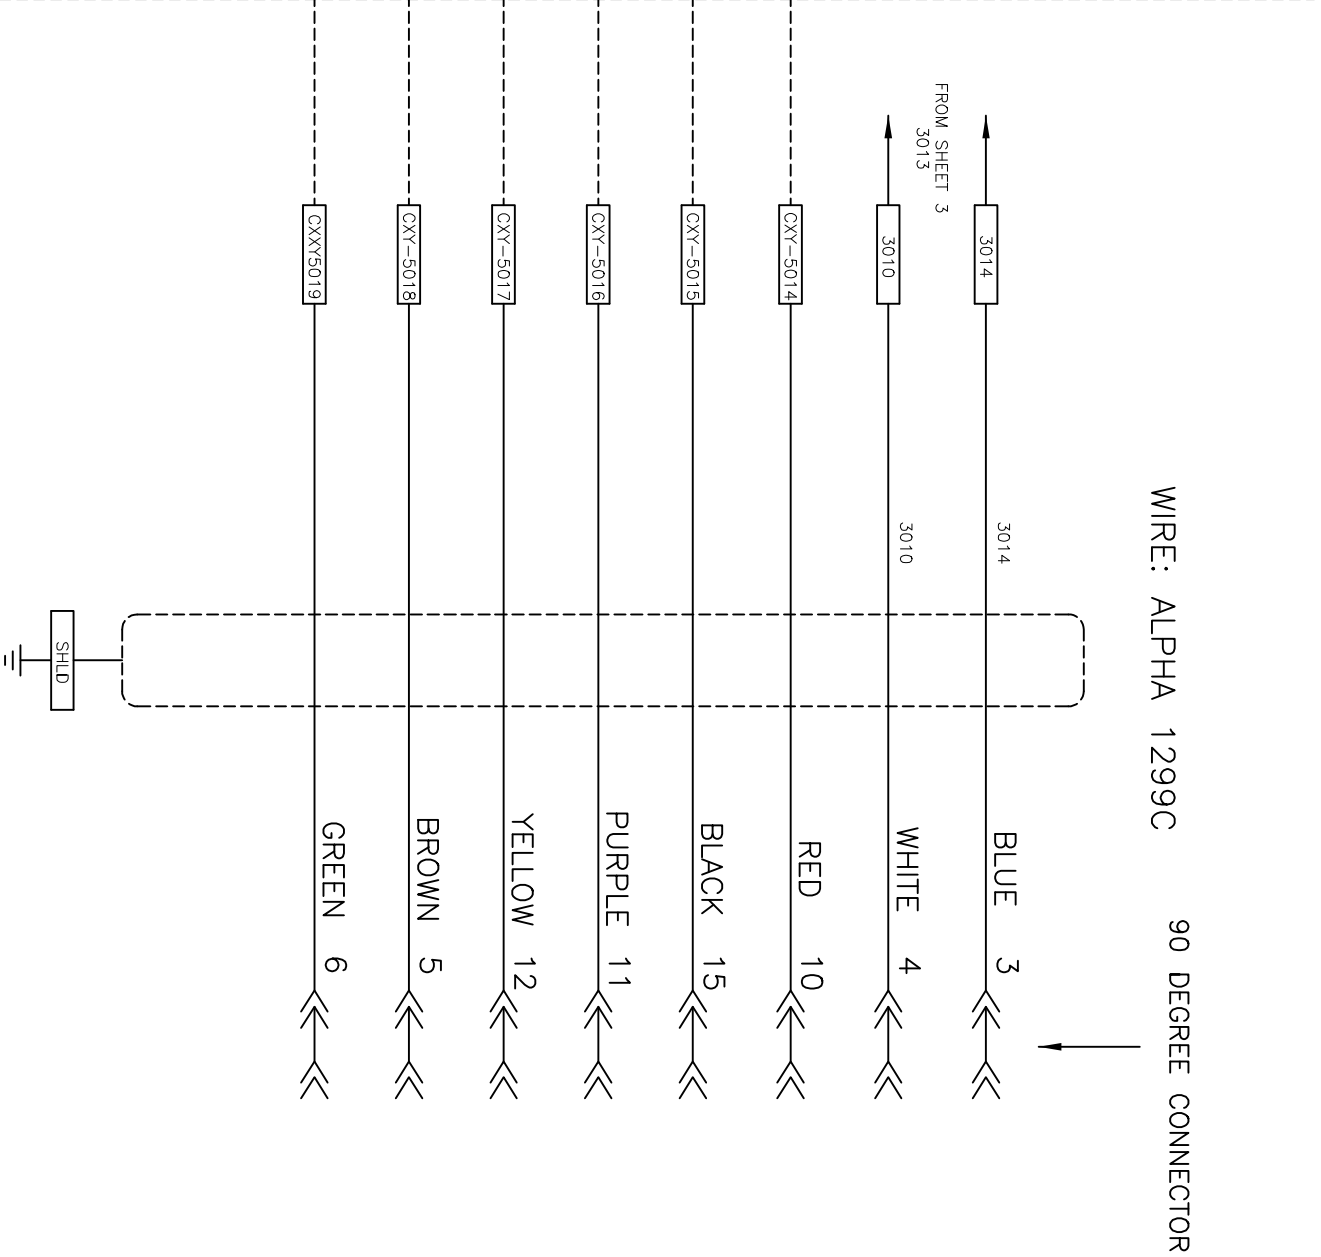 WIRE: ALPHA 1299C
90 DEGREE CONNECTOR
FROM SHEET 3
3013
3014
3014
BLUE 3
3010
3010
WHITE 4
CXY-5014
RED 10
CXY-5015
BLACK 15
CXY-5016
PURPLE 11
CXY-5017
YELLOW 12
CXY-5018
BROWN 5
CXXY5019
GREEN 6
SHLD